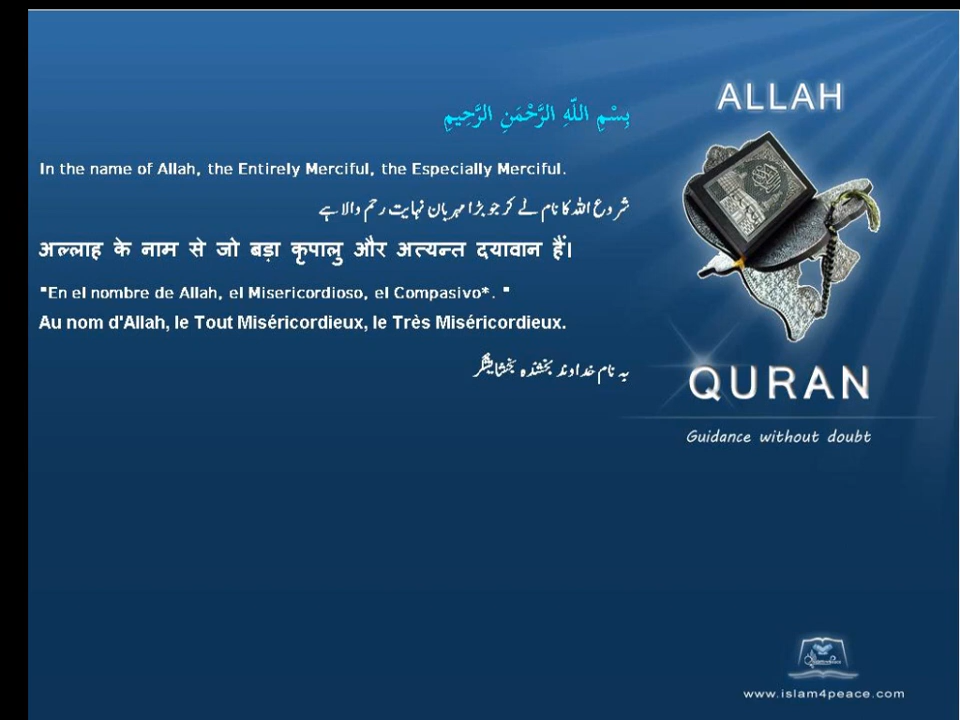 بِسْمِ اللّهِ الرَّحْمَنِ الرَّحِيمِ
In the name of Allah, the Entirely Merciful, the Especially Merciful.
شروع اللہ کا نام لے کر جو بڑا مہربان نہایت رحم والا ہے
अल्लाह के नाम से जो बड़ा कृपालु और अत्यन्त दयावान हैं।
"En el nombre de Allah, el Misericordioso, el Compasivo*. "
Au nom d'Allah, le Tout Miséricordieux, le Très Miséricordieux.
به نام خداوند بخشنده بخشایشگر
ALLAH
QURAN
Guidance without doubt
www.islam4peace.com